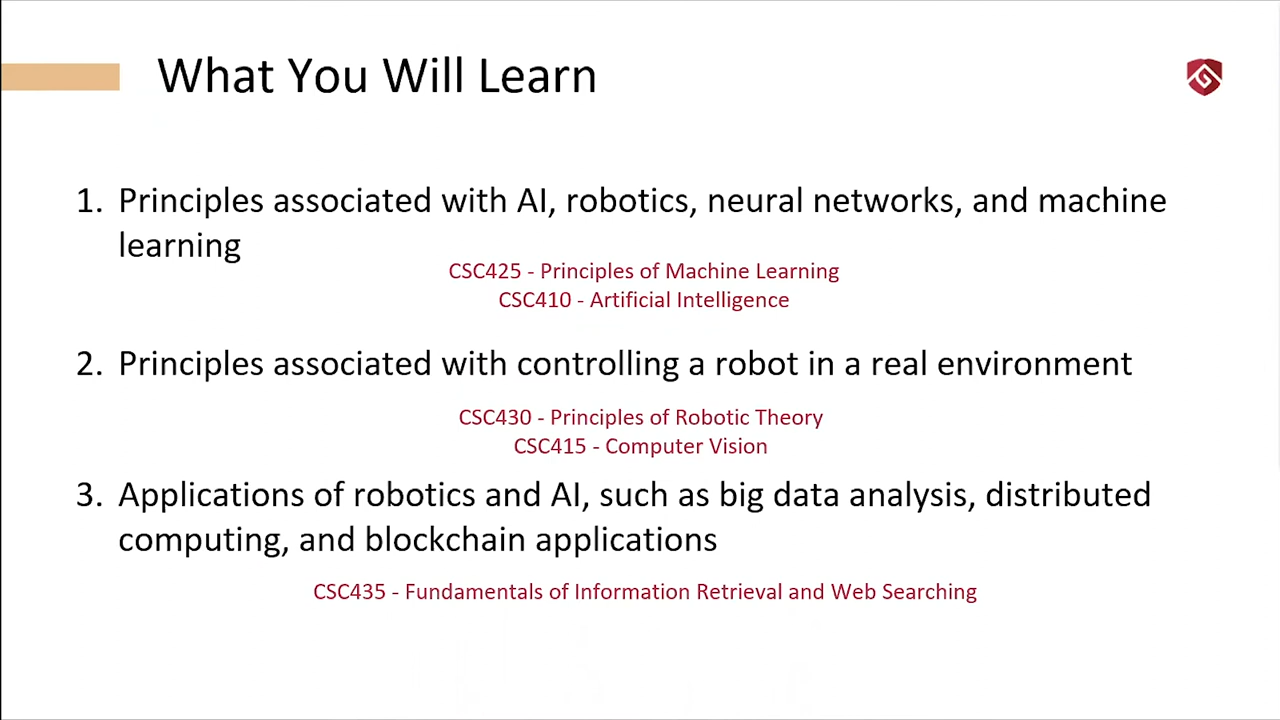 What You Will Learn
1. Principles associated with AI, robotics, neural networks, and machine
learning
CSC425 - Principles of Machine Learning
CSC410 - Artificial Intelligence
2. Principles associated with controlling a robot in a real environment
CSC430 - Principles of Robotic Theory
CSC415 - Computer Vision
3. Applications of robotics and AI, such as big data analysis, distributed
computing, and blockchain applications
CSC435 - Fundamentals of Information Retrieval and Web Searching